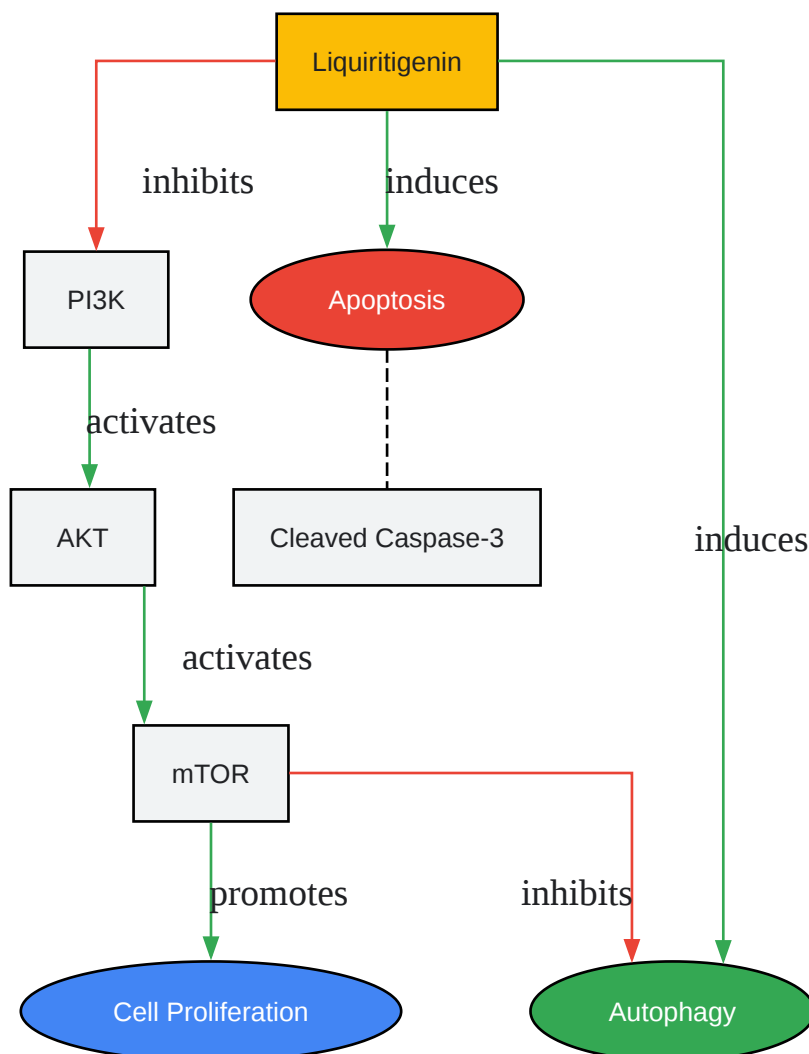 Liquiritigenin
inhibits
induces
PI3K
Apoptosis
activates
AKT
Cleaved Caspase-3
induces
activates
mTOR
promotes
inhibits
Cell Proliferation
Autophagy